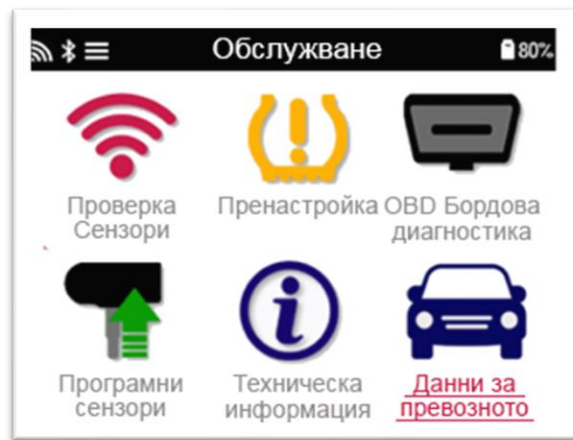 Обслужване
80%
Проверка
Сензори
Пренастройка
OBD Бордова
диагностика
Програмни
сензори
Техническа
информация
Данни за
превозното